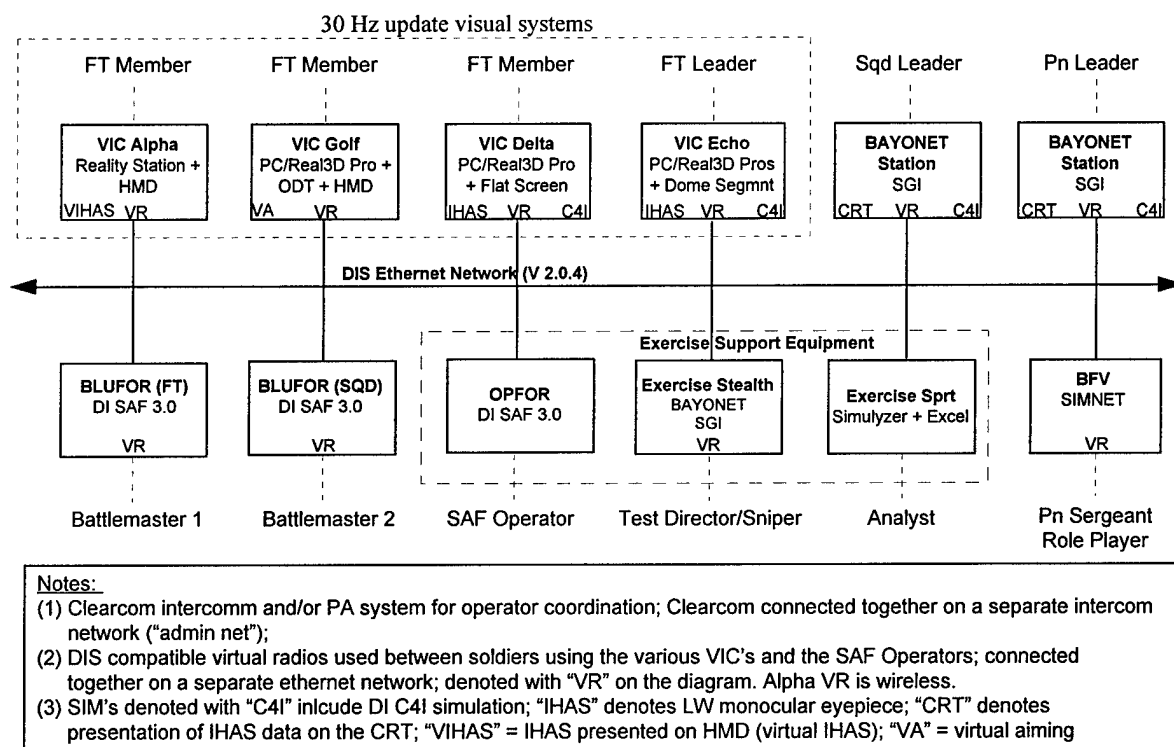 30 Hz update visual systems
FT Member FT Member FT Member FT Leader Sqd Leader Pn Leader
VIC Alpha
Reality Station +
HMD
VIHAS VR
VIC Golf
PC/Real3D Pro +
ODT + HMD
VA VR
VIC Delta
PC/Real3D Pro
+ Flat Screen
IHAS VR C4I
VIC Echo
PC/Real3D Pros
+ Dome Segmnt
IHAS VR C4I
BAYONET
Station
SGI
CRT VR C4I
BAYONET
Station
SGI
CRT VR C4I
DIS Ethernet Network (V 2.0.4)
Exercise Support Equipment
BLUFOR (FT)
DI SAF 3.0
VR
BLUFOR (SQD)
DI SAF 3.0
VR
OPFOR
DI SAF 3.0
Exercise Stealth
BAYONET
SGI
VR
Exercise Sprt
Simulyzer + Excel
BFV
SIMNET
VR
Battlemaster 1
Battlemaster 2
SAF Operator
Test Director/Sniper
Analyst
Pn Sergeant
Role Player
Notes:
(1) Clearcom intercomm and/or PA system for operator coordination; Clearcom connected together on a separate intercom
network ("admin net");
(2) DIS compatible virtual radios used between soldiers using the various VIC's and the SAF Operators; connected
together on a separate ethernet network; denoted with "VR" on the diagram. Alpha VR is wireless.
(3) SIM's denoted with "C4I" inlcude DI C4I simulation; "IHAS" denotes LW monocular eyepiece; "CRT" denotes
presentation of IHAS data on the CRT; "VIHAS" = IHAS presented on HMD (virtual IHAS); "VA" = virtual aiming